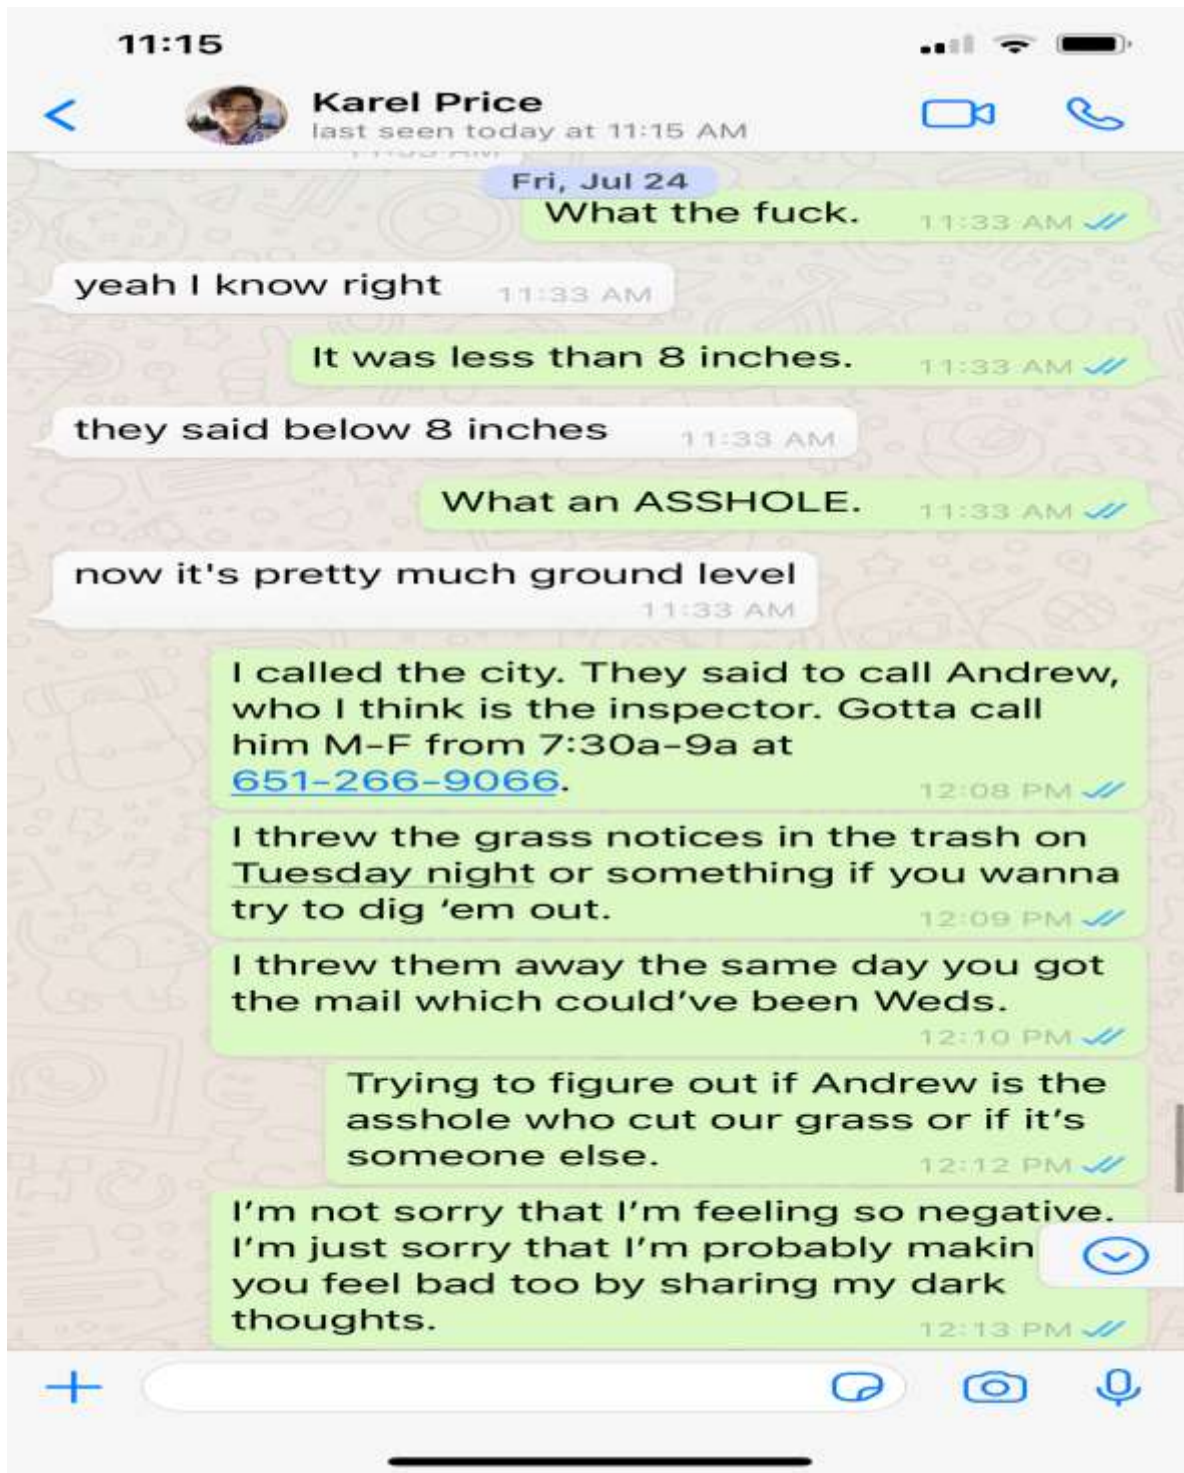 11:15
Karel Price
last seen today at 11:15 AM
11:33 AM
Fri, Jul 24
What the fuck. 11:33 AM
yeah I know right 11:33 AM
It was less than 8 inches. 11:33 AM
they said below 8 inches 11:33 AM
What an ASSHOLE. 11:33 AM
now it's pretty much ground level
11:33 AM
I called the city. They said to call Andrew,
who I think is the inspector. Gotta call
him M-F from 7:30a-9a at
651-266-9066. 12:08 PM
I threw the grass notices in the trash on
Tuesday night or something if you wanna
try to dig ‘em out. 12:09 PM
I threw them away the same day you got
the mail which could’ve been Weds.
12:10 PM
Trying to figure out if Andrew is the
asshole who cut our grass or if it’s
someone else. 12:12 PM
I’m not sorry that I’m feeling so negative.
I’m just sorry that I’m probably makin
you feel bad too by sharing my dark
thoughts. 12:13 PM